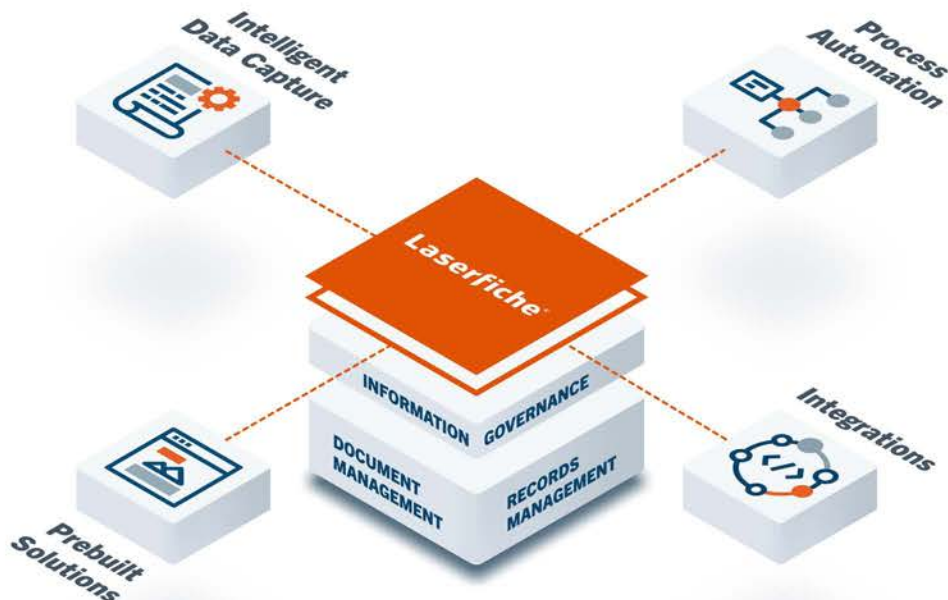 Intelligent
Data Capture
Process
Automation
Laserfiche
INFORMATION
GOVERNANCE
DOCUMENT
MANAGEMENT
RECORDS
MANAGEMENT
Integrations
</>
Prebuilt
Solutions